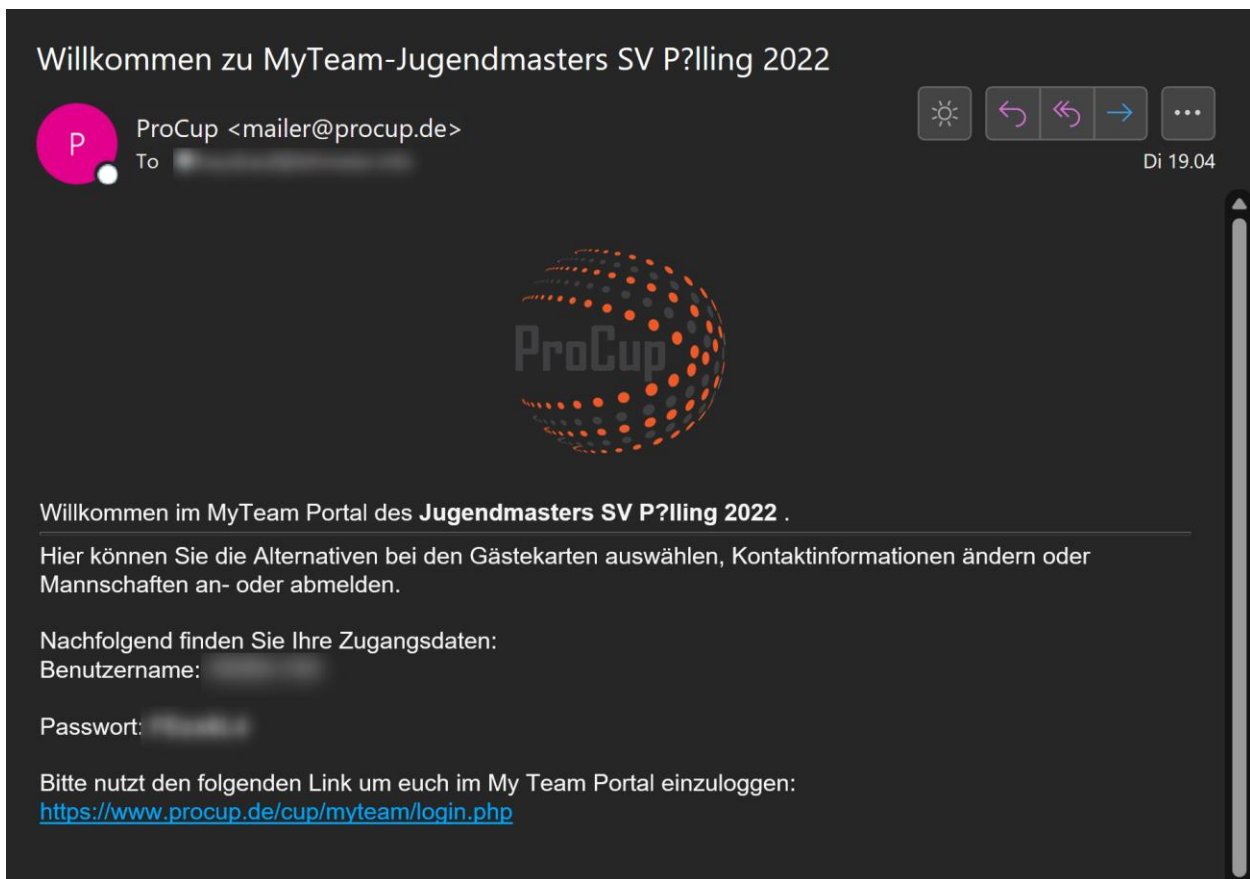 Willkommen zu MyTeam-Jugendmasters SV P?lling 2022
P
ProCup <mailer@procup.de>
To
Di 19.04
ProCup
Willkommen im MyTeam Portal des Jugendmasters SV P?lling 2022 .
Hier können Sie die Alternativen bei den Gästekarten auswählen, Kontaktinformationen ändern oder
Mannschaften an- oder abmelden.
Nachfolgend finden Sie Ihre Zugangsdaten:
Benutzername:
Passwort:
Bitte nutzt den folgenden Link um euch im My Team Portal einzuloggen:
https://www.procup.de/cup/myteam/login.php